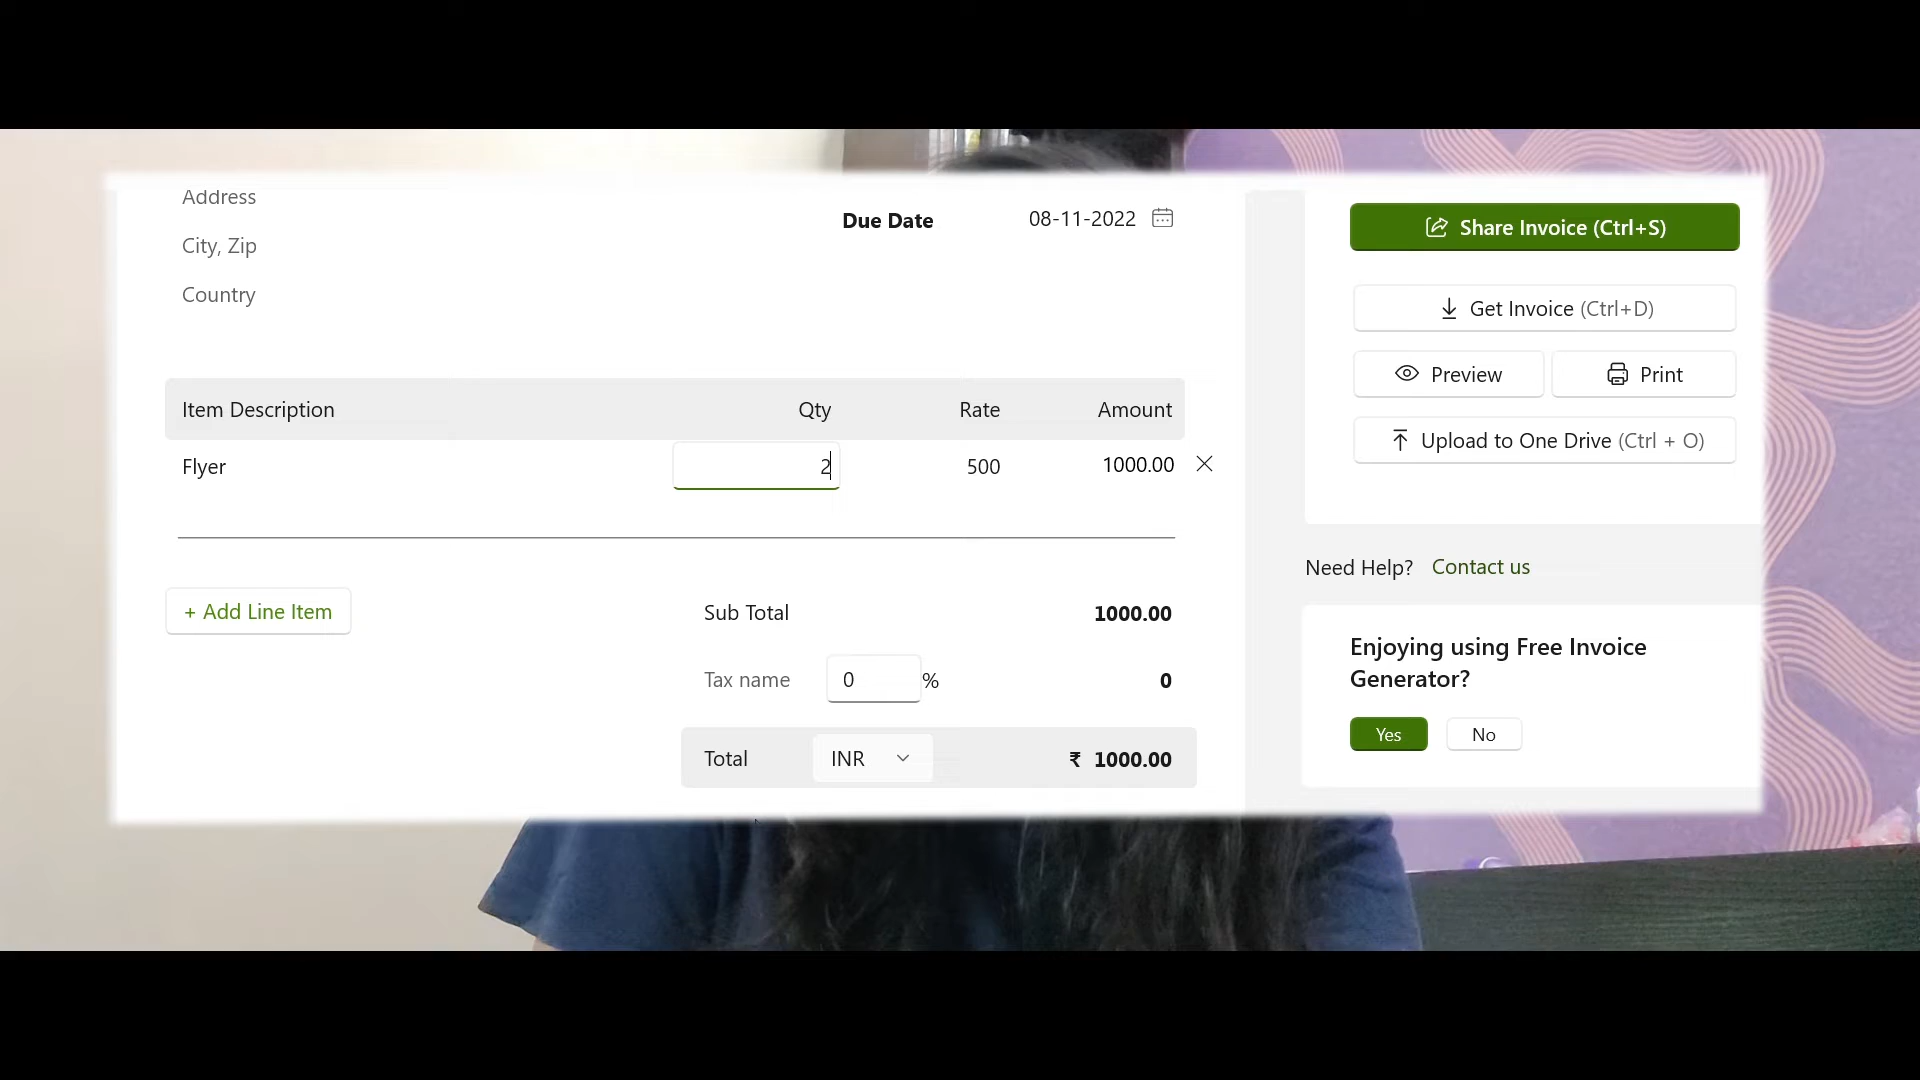 Address
Due Date 08-11-2022
City, Zip
Country
Item Description Qty Rate Amount
Flyer 2 500 1000.00
+ Add Line Item
Sub Total 1000.00
Tax name 0 % 0
Total INR ₹ 1000.00
Share Invoice (Ctrl+S)
Get Invoice (Ctrl+D)
Preview Print
Upload to One Drive (Ctrl + O)
Need Help? Contact us
Enjoying using Free Invoice
Generator?
Yes No